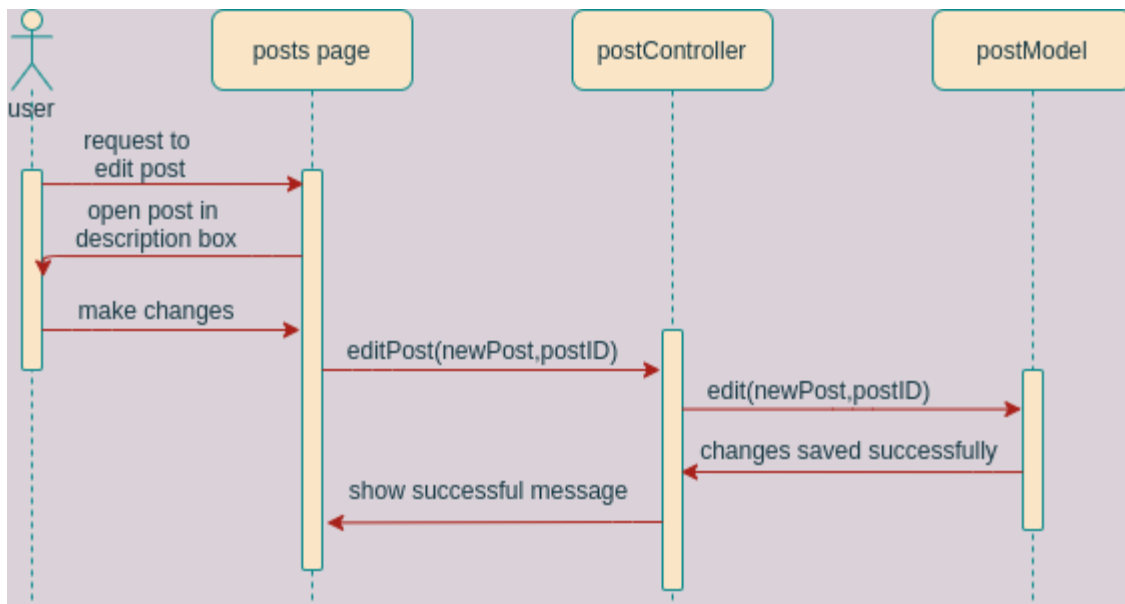 posts page
postController
postModel
user
request to
edit post
open post in
description box
make changes
editPost(newPost,postID)
edit(newPost,postID)
changes saved successfully
show successful message